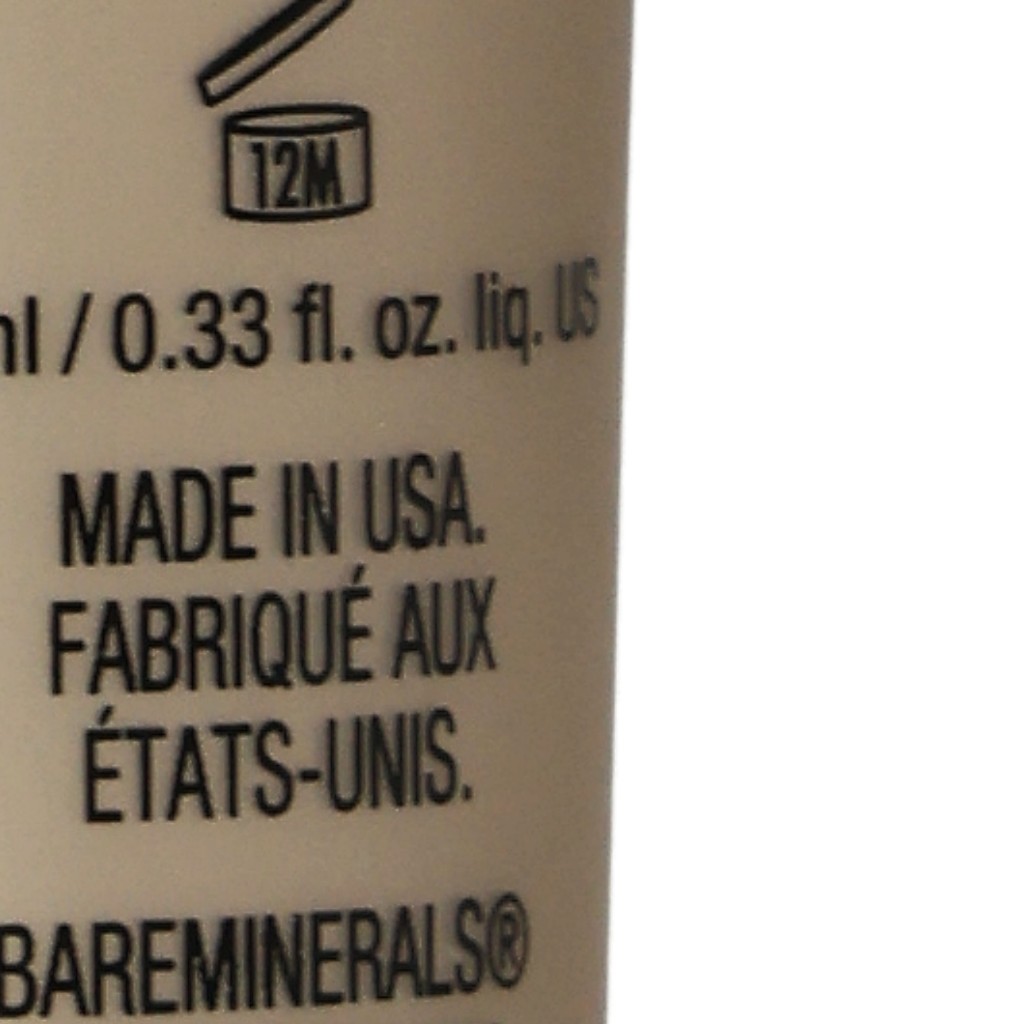 12M
ml / 0.33 fl. oz. liq. US
MADE IN USA.
FABRIQUÉ AUX
ÉTATS-UNIS.
BAREMINERALS®